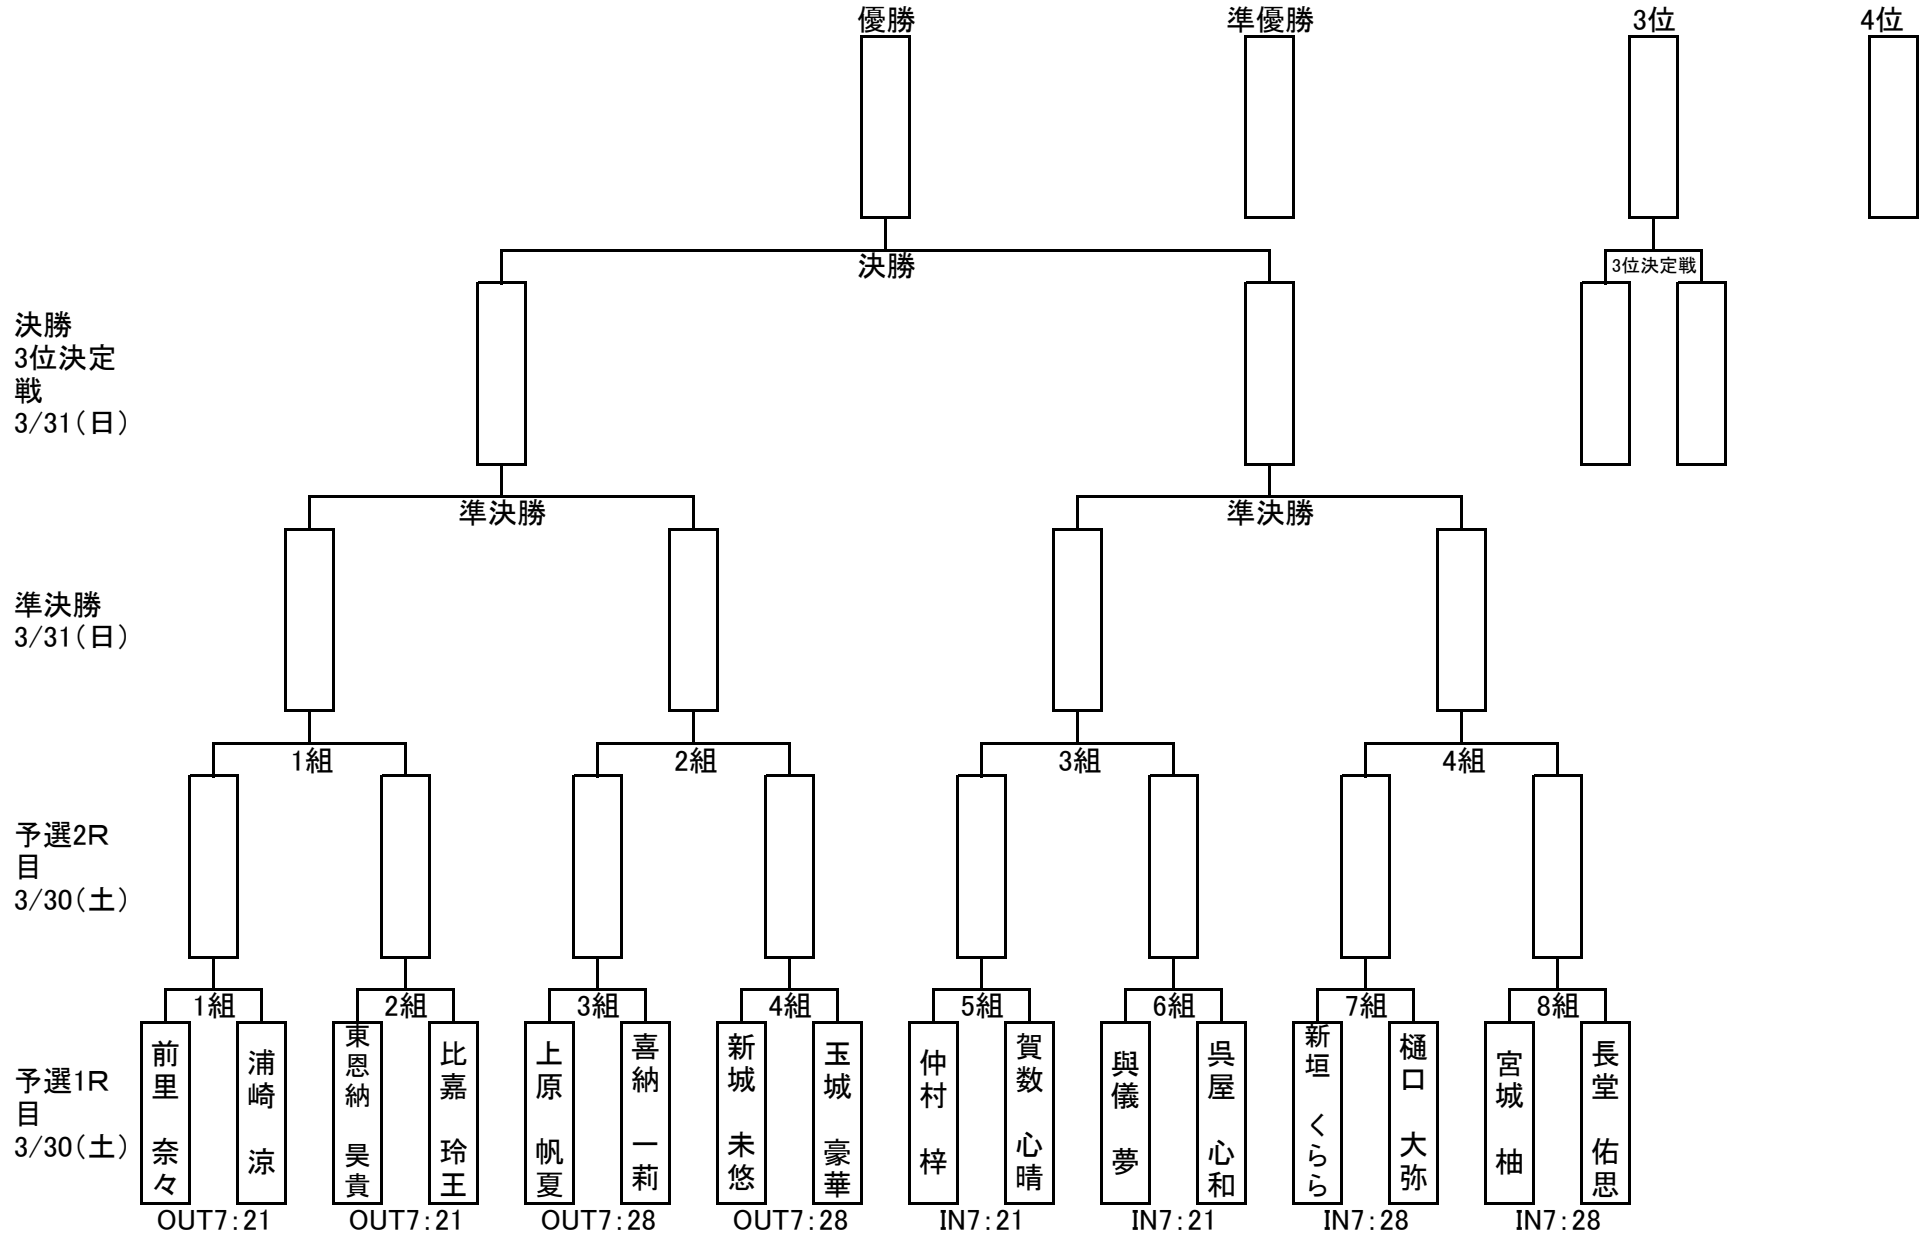 優勝
準優勝
3位
4位
決勝
3位決定戦
決勝
3位決定
戦
3/31(日)
準決勝
準決勝
準決勝
3/31(日)
1組
2組
3組
4組
予選2R
目
3/30(土)
1組
2組
3組
4組
5組
6組
7組
8組
予選1R
目
3/30(土)
前里 奈々
浦崎 涼
東恩納 昊貴
比嘉 玲王
上原 帆夏
喜納 一莉
新城 未悠
玉城 豪華
仲村 梓
賀数 心晴
與儀 夢
呉屋 心和
新垣 くらら
樋口 大弥
宮城 柚
長堂 佑思
OUT7:21
OUT7:21
OUT7:28
OUT7:28
IN7:21
IN7:21
IN7:28
IN7:28